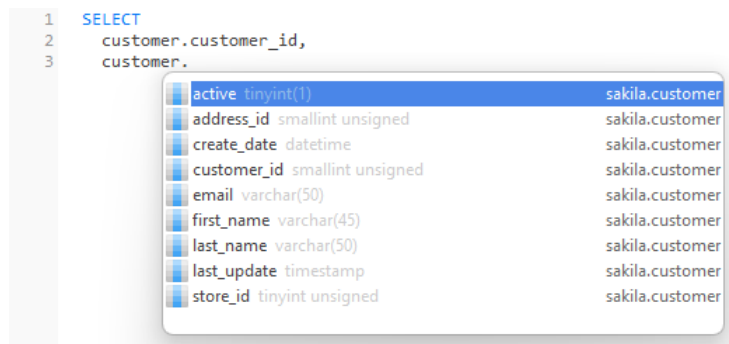 1 SELECT
2 customer.customer_id,
3 customer.
active tinyint(1) sakila.customer
address_id smallint unsigned sakila.customer
create_date datetime sakila.customer
customer_id smallint unsigned sakila.customer
email varchar(50) sakila.customer
first_name varchar(45) sakila.customer
last_name varchar(50) sakila.customer
last_update timestamp sakila.customer
store_id tinyint unsigned sakila.customer